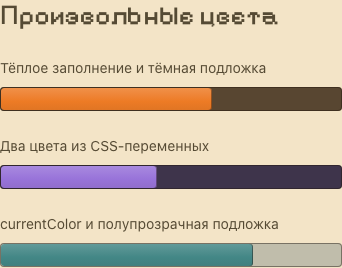 Произвольные цвета
Тёплое заполнение и тёмная подложка
Два цвета из CSS-переменных
currentColor и полупрозрачная подложка